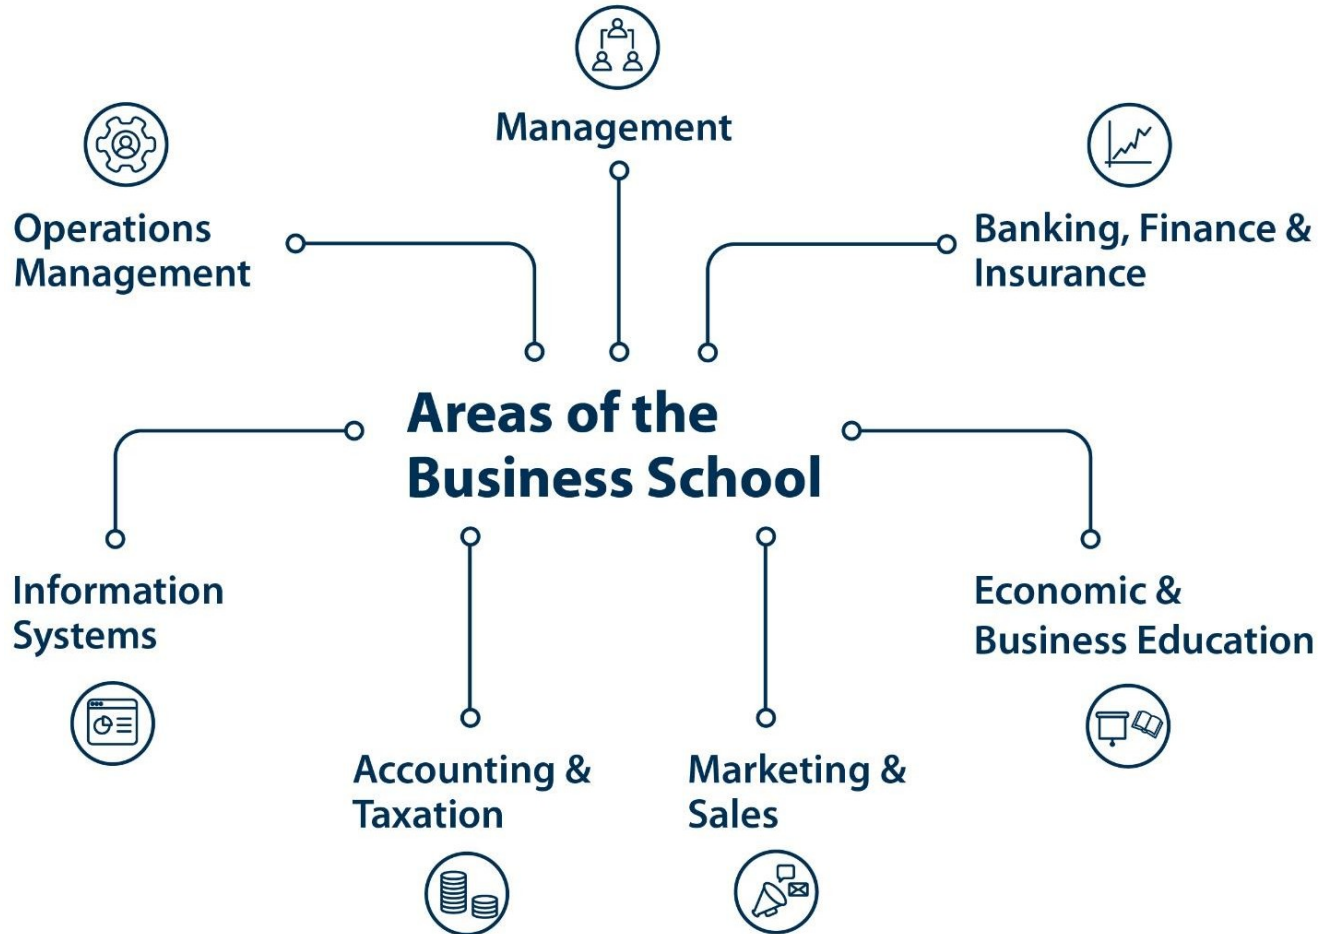 Management
Operations
Management
Banking, Finance &
Insurance
Areas of the
Business School
Information
Systems
Economic &
Business Education
Accounting &
Taxation
Marketing &
Sales